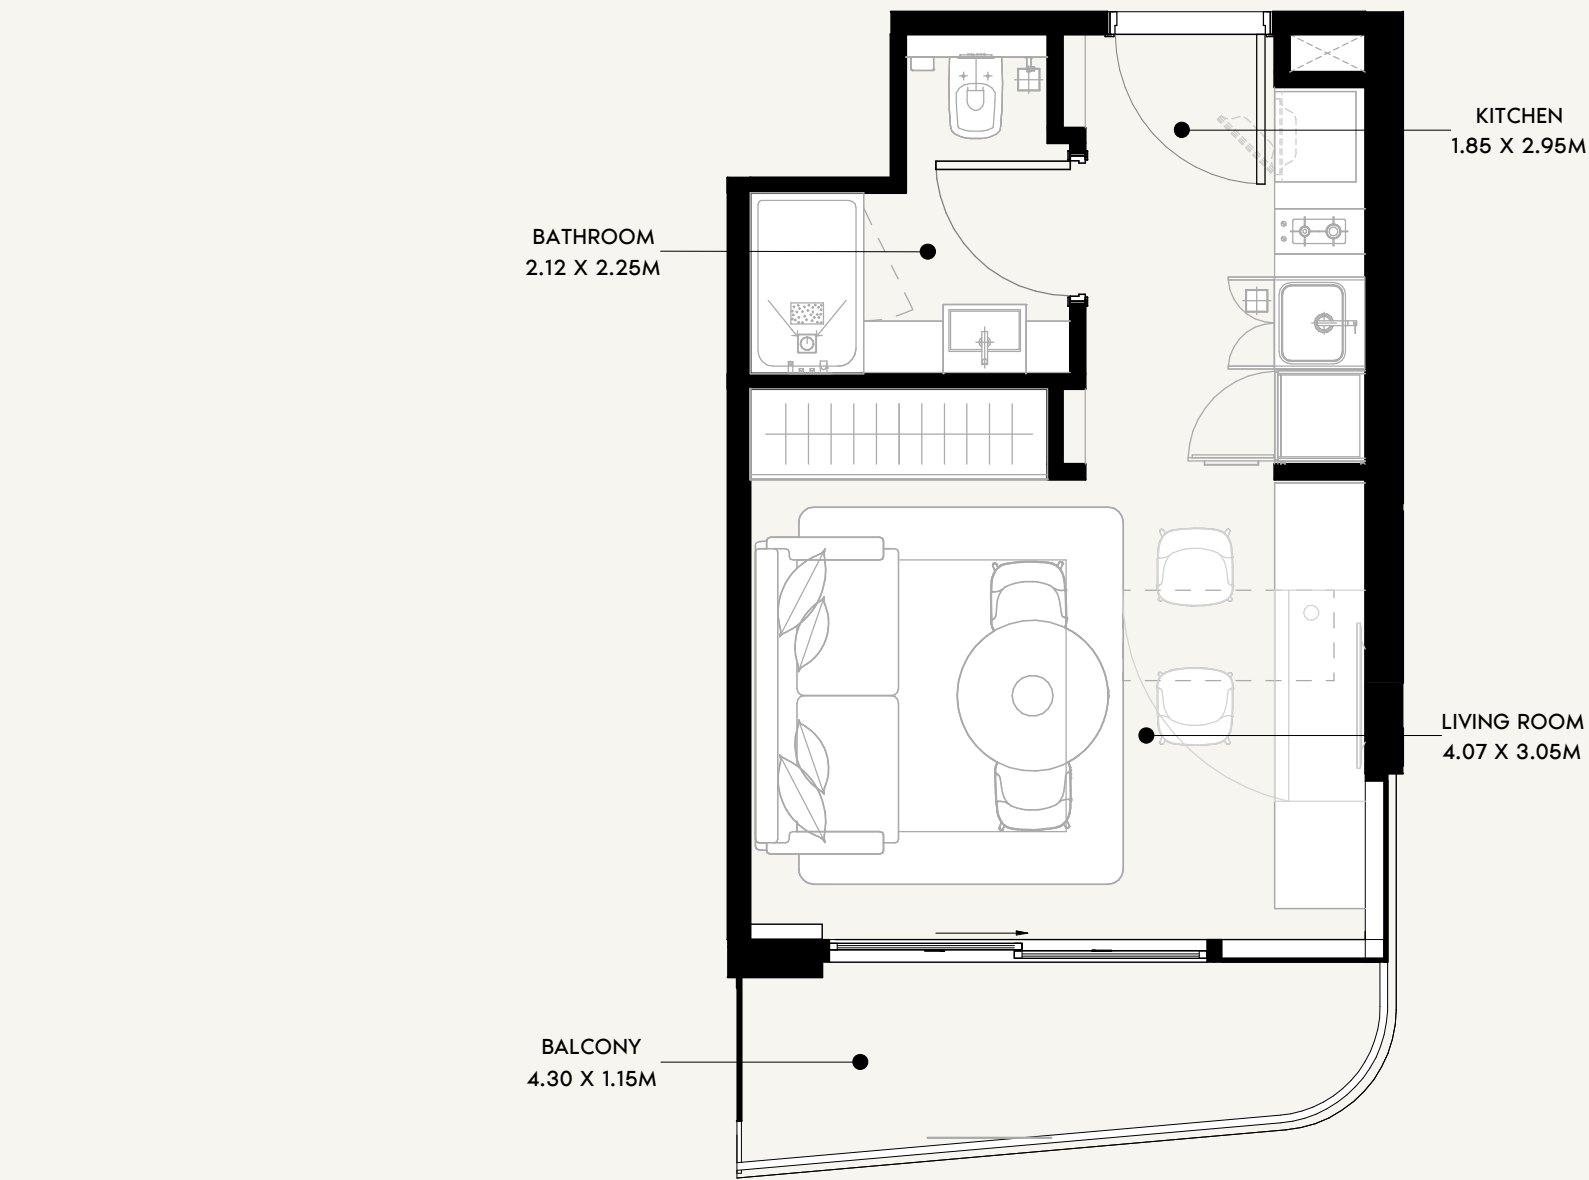 KITCHEN
1.85 X 2.95M
BATHROOM
2.12 X 2.25M
LIVING ROOM
4.07 X 3.05M
BALCONY
4.30 X 1.15M